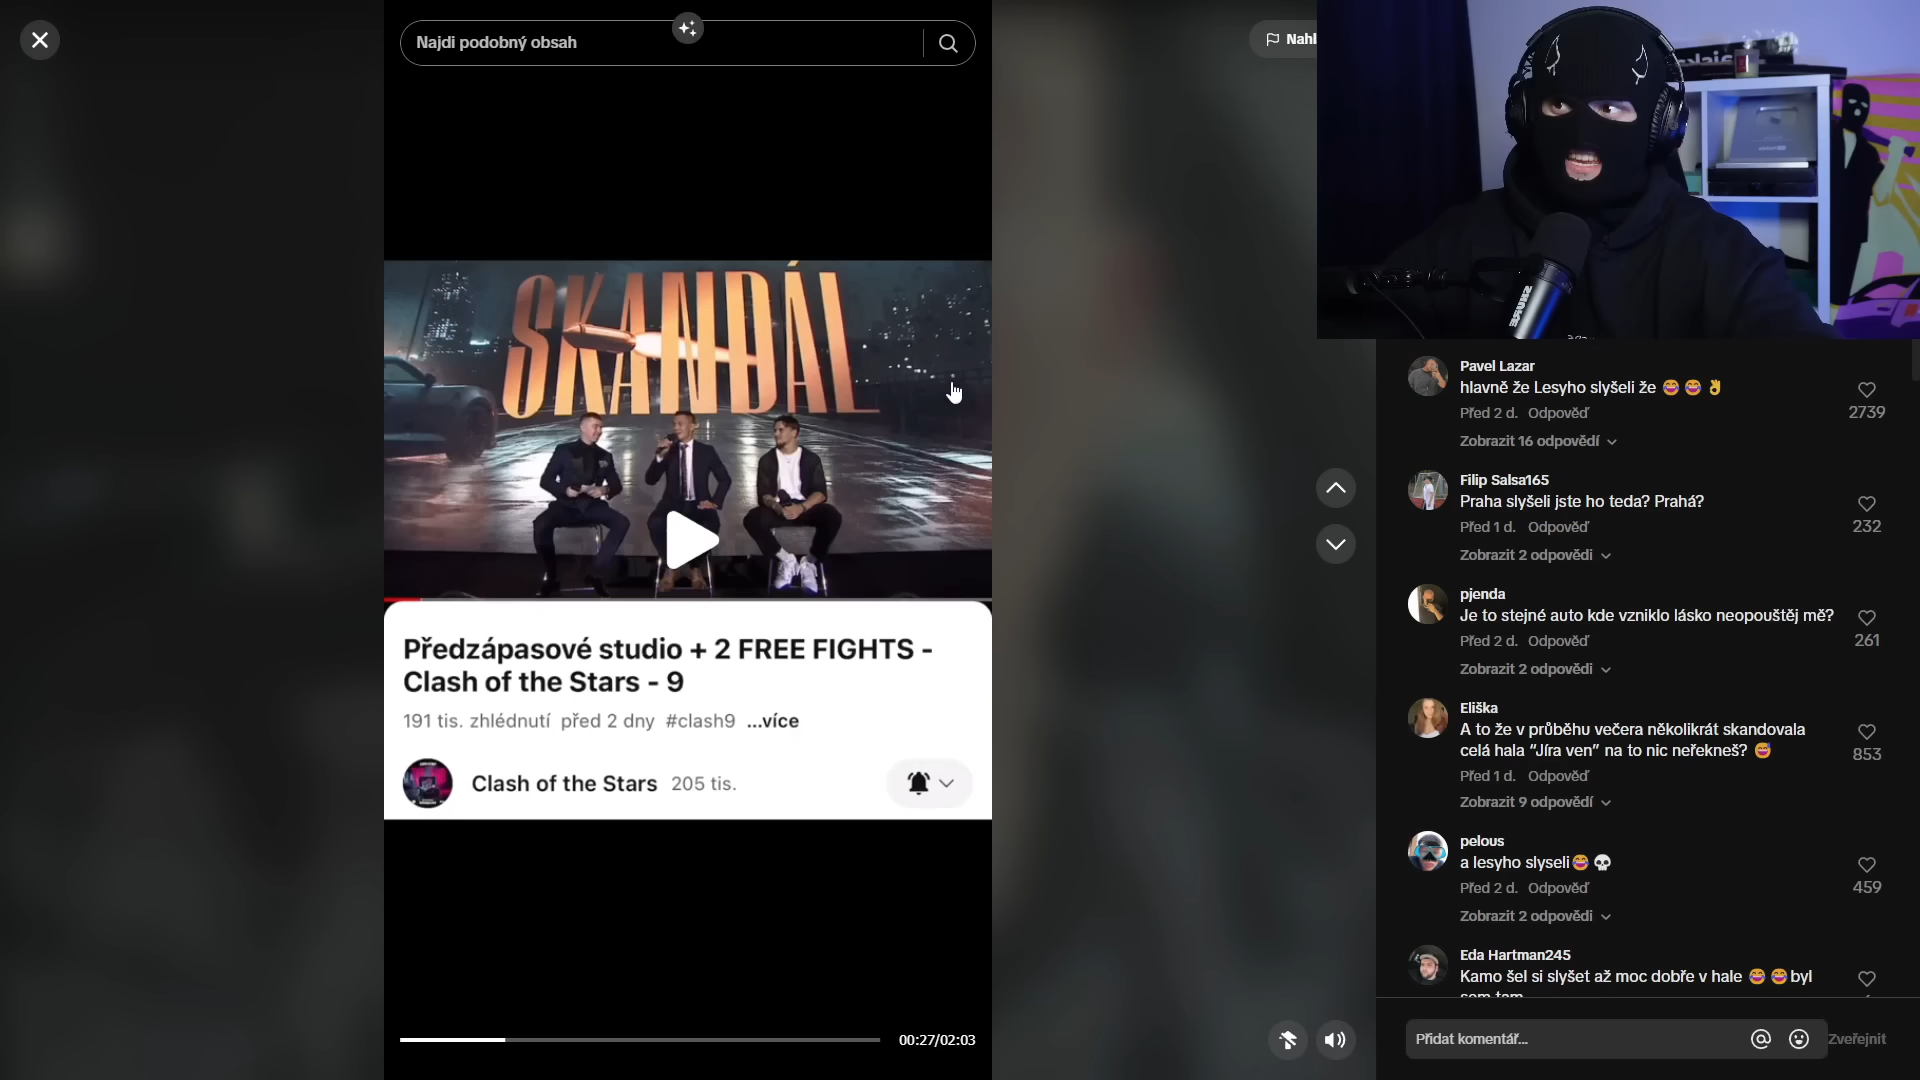 Najdi podobný obsah
Nahl
SKANDÁL
Předzápasové studio + 2 FREE FIGHTS -
Clash of the Stars - 9
191 tis. zhlédnutí před 2 dny #clash9 ...více
Clash of the Stars 205 tis.
00:27/02:03
SHURE
Pavel Lazar
hlavně že Lesyho slyšeli že 😂 😂 👌
Před 2 d. Odpověď
2739
Zobrazit 16 odpovědí
Filip Salsa165
Praha slyšeli jste ho teda? Prahá?
Před 1 d. Odpověď
232
Zobrazit 2 odpovědi
pjenda
Je to stejné auto kde vzniklo lásko neopouštěj mě?
Před 2 d. Odpověď
261
Zobrazit 2 odpovědi
Eliška
A to že v průběhu večera několikrát skandovala
celá hala “Jíra ven” na to nic neřekneš? 😅
853
Před 1 d. Odpověď
Zobrazit 9 odpovědí
pelous
a lesyho slyseli😂💀
Před 2 d. Odpověď
459
Zobrazit 2 odpovědi
Eda Hartman245
Kamo šel si slyšet až moc dobře v hale 😂 😂 byl
sem tam
Přidat komentář...
Zveřejnit